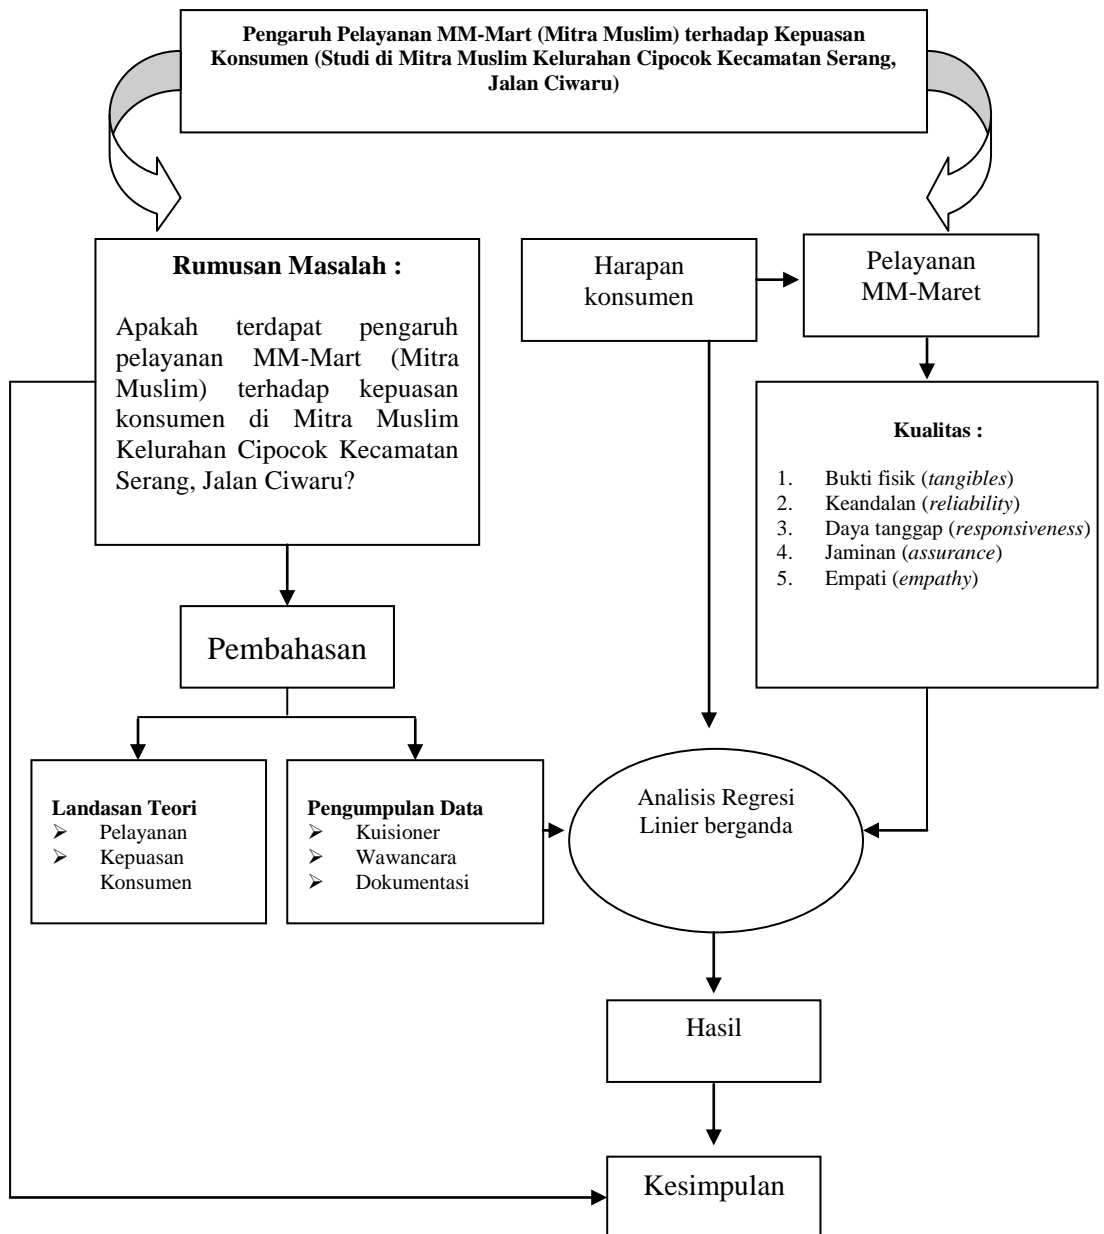 Pengaruh Pelayanan MM-Mart (Mitra Muslim) terhadap Kepuasan
Konsumen (Studi di Mitra Muslim Kelurahan Cipocok Kecamatan Serang,
Jalan Ciwaru)
Rumusan Masalah :
Apakah terdapat pengaruh
pelayanan MM-Mart (Mitra
Muslim) terhadap kepuasan
konsumen di Mitra Muslim
Kelurahan Cipocok Kecamatan
Serang, Jalan Ciwaru?
Harapan
konsumen
Pelayanan
MM-Maret
Kualitas :
1. Bukti fisik (tangibles)
2. Keandalan (reliability)
3. Daya tanggap (responsiveness)
4. Jaminan (assurance)
5. Empati (empathy)
Pembahasan
Landasan Teori
➢ Pelayanan
➢ Kepuasan
Konsumen
Pengumpulan Data
➢ Kuisioner
➢ Wawancara
➢ Dokumentasi
Analisis Regresi
Linier berganda
Hasil
Kesimpulan